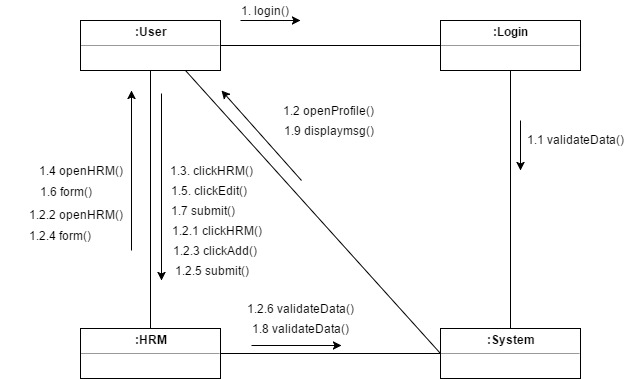 1. login()
:User
:Login
1.2 openProfile()
1.9 displaymsg()
1.1 validateData()
1.4 openHRM()
1.6 form()
1.2.2 openHRM()
1.2.4 form()
1.3. clickHRM()
1.5. clickEdit()
1.7 submit()
1.2.1 clickHRM()
1.2.3 clickAdd()
1.2.5 submit()
1.2.6 validateData()
1.8 validateData()
:HRM
:System